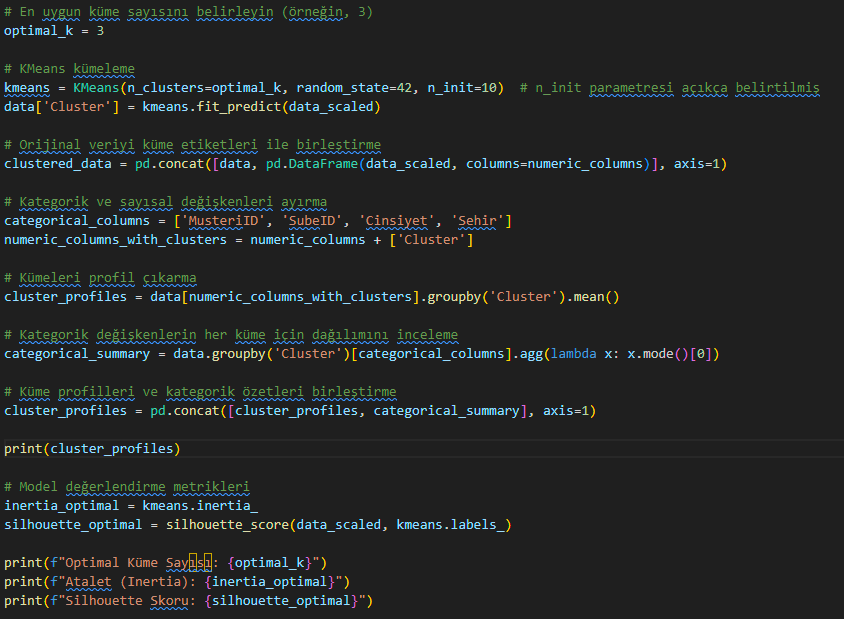 # En uygun küme sayısını belirleyin (örneğin, 3)
optimal_k = 3
# KMeans kümeleme
kmeans = KMeans(n_clusters=optimal_k, random_state=42, n_init=10)  # n_init parametresi açıkça belirtilmiş
data['Cluster'] = kmeans.fit_predict(data_scaled)
# Orijinal veriyi küme etiketleri ile birleştirme
clustered_data = pd.concat([data, pd.DataFrame(data_scaled, columns=numeric_columns)], axis=1)
# Kategorik ve sayısal değişkenleri ayırma
categorical_columns = ['MusteriID', 'SubeID', 'Cinsiyet', 'Sehir']
numeric_columns_with_clusters = numeric_columns + ['Cluster']
# Kümeleri profil çıkarma
cluster_profiles = data[numeric_columns_with_clusters].groupby('Cluster').mean()
# Kategorik değişkenlerin her küme için dağılımını inceleme
categorical_summary = data.groupby('Cluster')[categorical_columns].agg(lambda x: x.mode()[0])
# Küme profilleri ve kategorik özetleri birleştirme
cluster_profiles = pd.concat([cluster_profiles, categorical_summary], axis=1)
print(cluster_profiles)
# Model değerlendirme metrikleri
inertia_optimal = kmeans.inertia_
silhouette_optimal = silhouette_score(data_scaled, kmeans.labels_)
print(f"Optimal Küme Sayısı: {optimal_k}")
print(f"Atalet (Inertia): {inertia_optimal}")
print(f"Silhouette Skoru: {silhouette_optimal}")